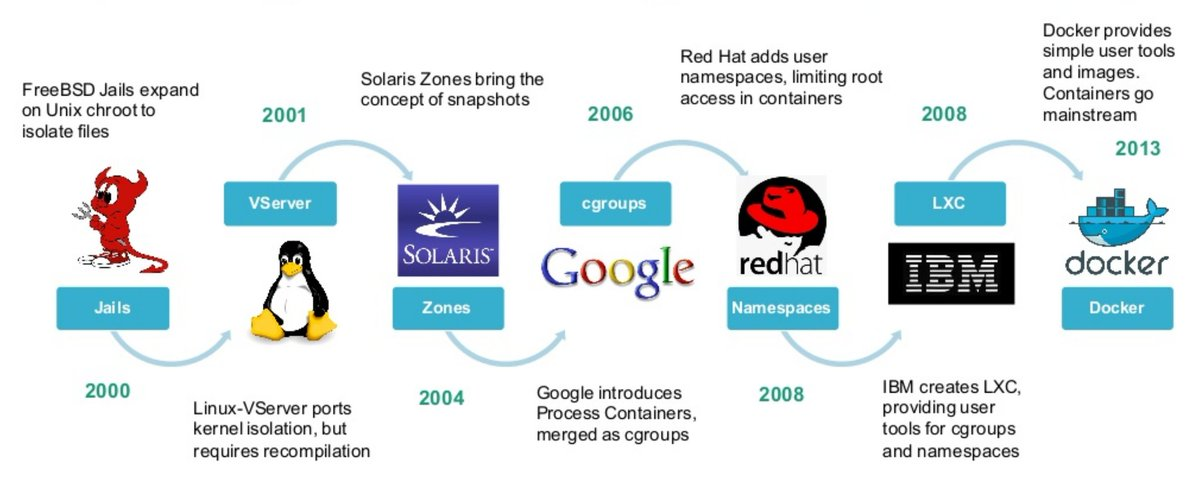 FreeBSD Jails expand
on Unix chroot to
isolate files
Jails
2000
2001
VServer
Linux-VServer ports
kernel isolation, but
requires recompilation
Solaris Zones bring the
concept of snapshots
SOLARIS™
Zones
2004
2006
cgroups
Google
Google introduces
Process Containers,
merged as cgroups
Red Hat adds user
namespaces, limiting root
access in containers
redhat
Namespaces
2008
2008
LXC
IBM
IBM creates LXC,
providing user
tools for cgroups
and namespaces
Docker provides
simple user tools
and images.
Containers go
mainstream
2013
docker
Docker